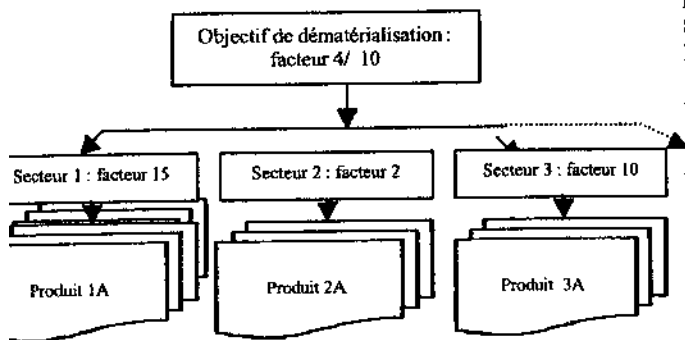 Objectif de dématérialisation :
facteur 4/ 10
Secteur 1 : facteur 15
Secteur 2 : facteur 2
Secteur 3 : facteur 10
Produit 1A
Produit 2A
Produit 3A